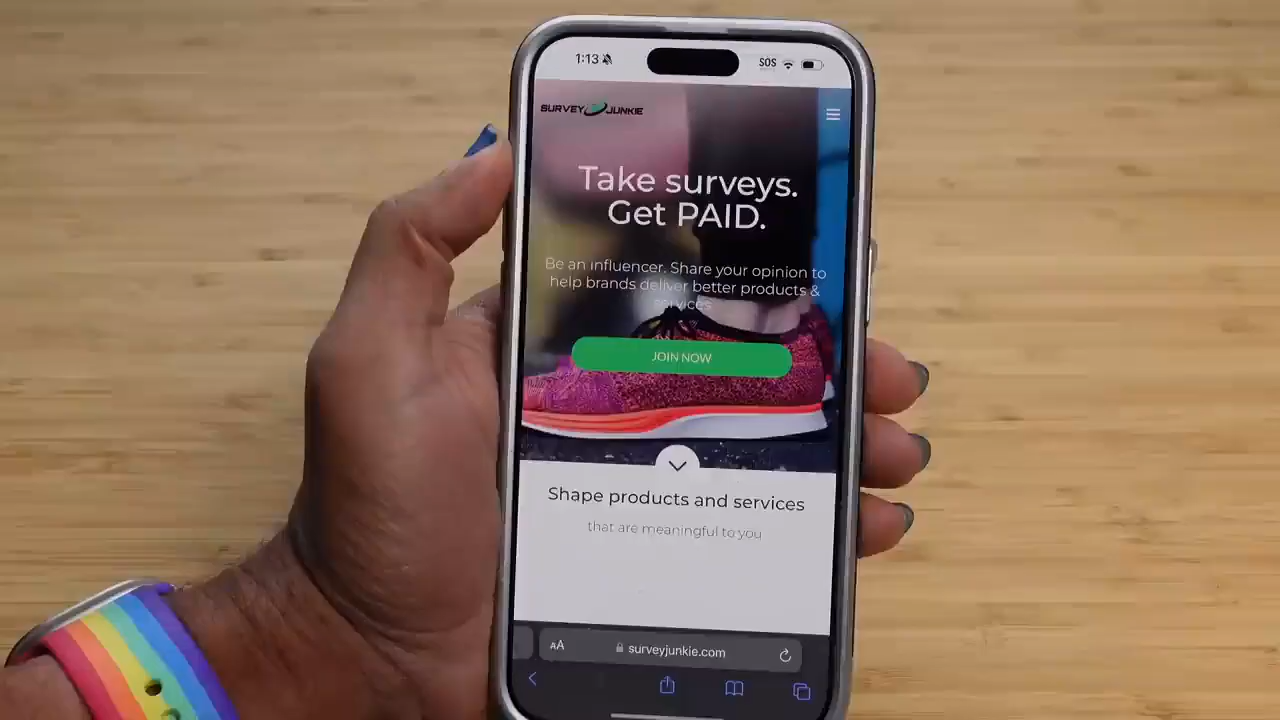 1:13
SOS
SURVEY JUNKIE
Take surveys.
Get PAID.
Be an influencer. Share your opinion to
help brands deliver better products &
services
JOIN NOW
Shape products and services
that are meaningful to you
AA
surveyjunkie.com